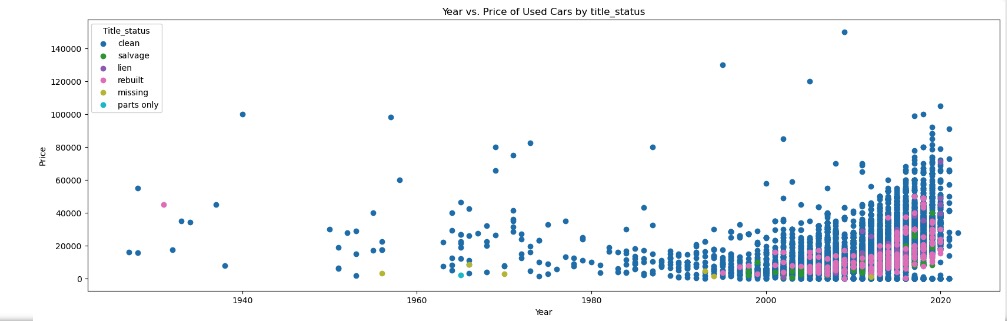 Year vs. Price of Used Cars by title_status
Title_status
clean
salvage
lien
rebuilt
missing
parts only
140000
120000
100000
80000
60000
40000
20000
0
Price
1940
1960
1980
2000
2020
Year